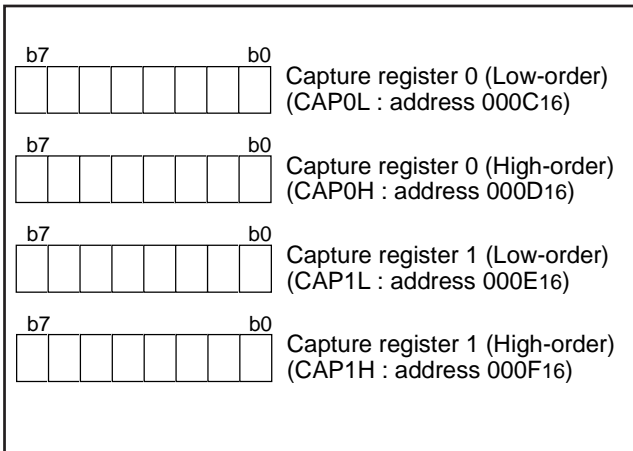 b7 b0
Capture register 0 (Low-order)
(CAP0L : address 000C16)
b7 b0
Capture register 0 (High-order)
(CAP0H : address 000D16)
b7 b0
Capture register 1 (Low-order)
(CAP1L : address 000E16)
b7 b0
Capture register 1 (High-order)
(CAP1H : address 000F16)